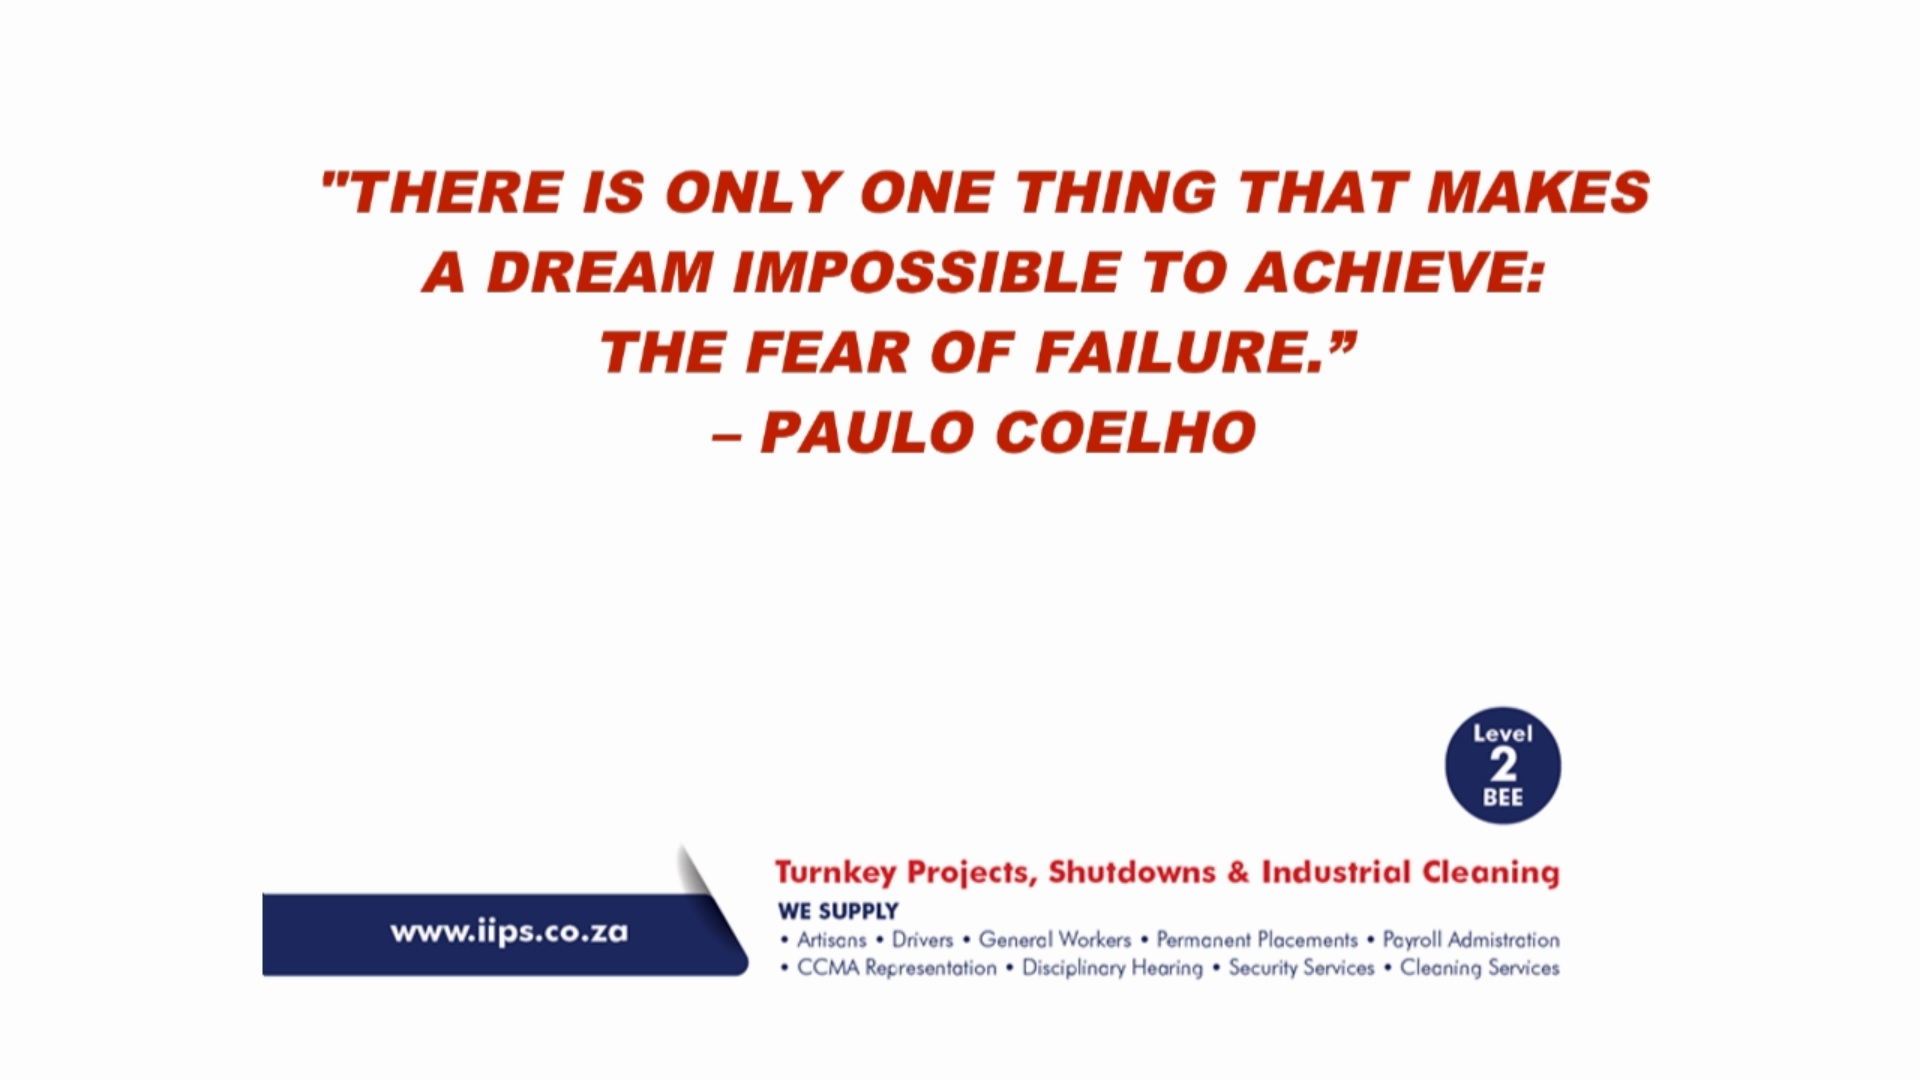 "THERE IS ONLY ONE THING THAT MAKES
A DREAM IMPOSSIBLE TO ACHIEVE:
THE FEAR OF FAILURE.”
– PAULO COELHO
Level
2
BEE
Turnkey Projects, Shutdowns & Industrial Cleaning
WE SUPPLY
• Artisans • Drivers • General Workers • Permanent Placements • Payroll Admistration
• CCMA Representation • Disciplinary Hearing • Security Services • Cleaning Services
www.iips.co.za